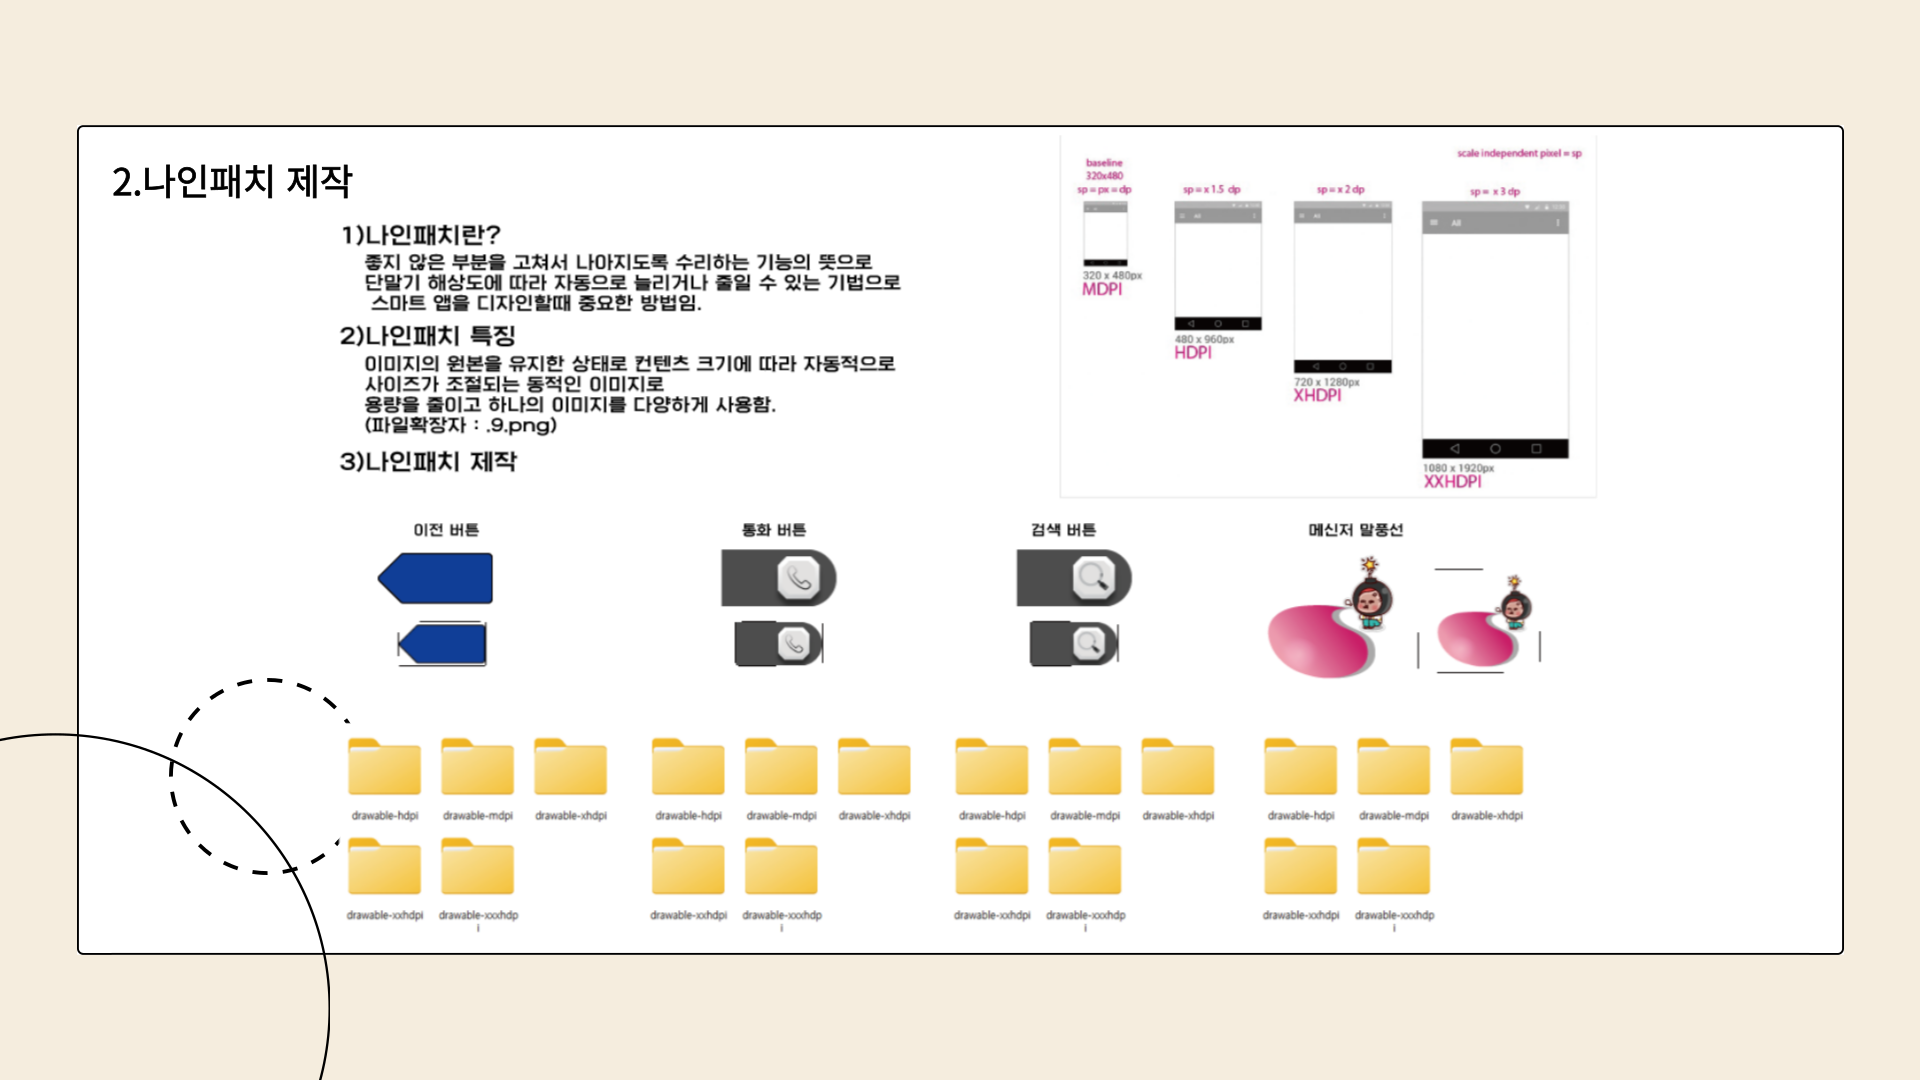 2.나인패치 제작
1)나인패치란?
좋지 않은 부분을 고쳐서 나아지도록 수리하는 기능의 뜻으로
단말기 해상도에 따라 자동으로 늘리거나 줄일 수 있는 기법으로
스마트 앱을 디자인할때 중요한 방법임.
2)나인패치 특징
이미지의 원본을 유지한 상태로 컨텐츠 크기에 따라 자동적으로
사이즈가 조절되는 동적인 이미지로
용량을 줄이고 하나의 이미지를 다양하게 사용함.
(파일확장자 : .9.png)
3)나인패치 제작
scale independent pixel = sp
baseline
320x480
sp = px = dp
sp = x 1.5 dp
sp = x 2 dp
sp = x 3 dp
AB
AB
AB
320 x 480px
MDPI
480 x 960px
HDPI
720 x 1280px
XHDPI
1080 x 1920px
XXHDPI
이전 버튼
통화 버튼
검색 버튼
메신저 말풍선
drawable-hdpi
drawable-mdpi
drawable-xhdpi
drawable-hdpi
drawable-mdpi
drawable-xhdpi
drawable-hdpi
drawable-mdpi
drawable-xhdpi
drawable-hdpi
drawable-mdpi
drawable-xhdpi
drawable-xxhdpi
drawable-xxxhdp
i
drawable-xxhdpi
drawable-xxxhdp
i
drawable-xxhdpi
drawable-xxxhdp
i
drawable-xxhdpi
drawable-xxxhdp
i